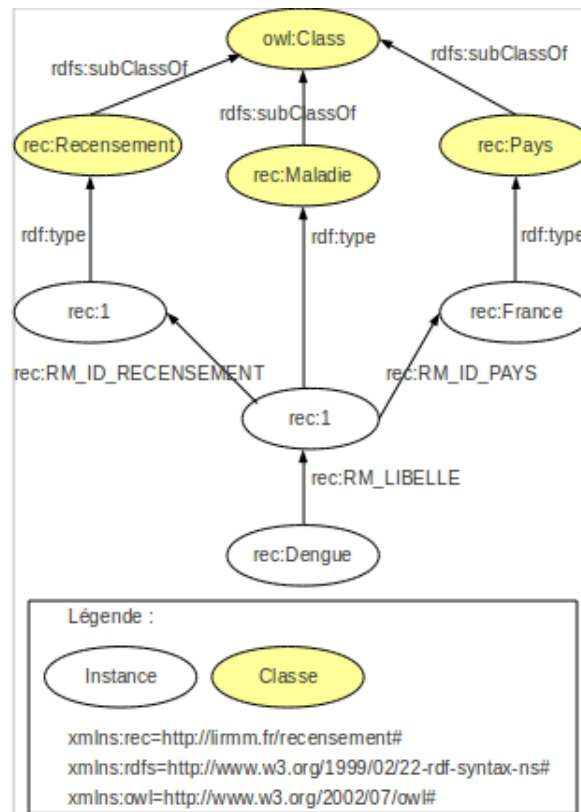 owl:Class
rdfs:subClassOf
rdfs:subClassOf
rdfs:subClassOf
rec:Recensement
rec:Maladie
rec:Pays
rdf:type
rdf:type
rdf:type
rec:1
rec:France
rec:RM_ID_RECENSEMENT
rec:RM_ID_PAYS
rec:1
rec:RM_LIBELLE
rec:Dengue
Légende :
Instance
Classe
xmlns:rec=http://lirmm.fr/recensement#
xmlns:rdfs=http://www.w3.org/1999/02/22-rdf-syntax-ns#
xmlns:owl=http://www.w3.org/2002/07/owl#